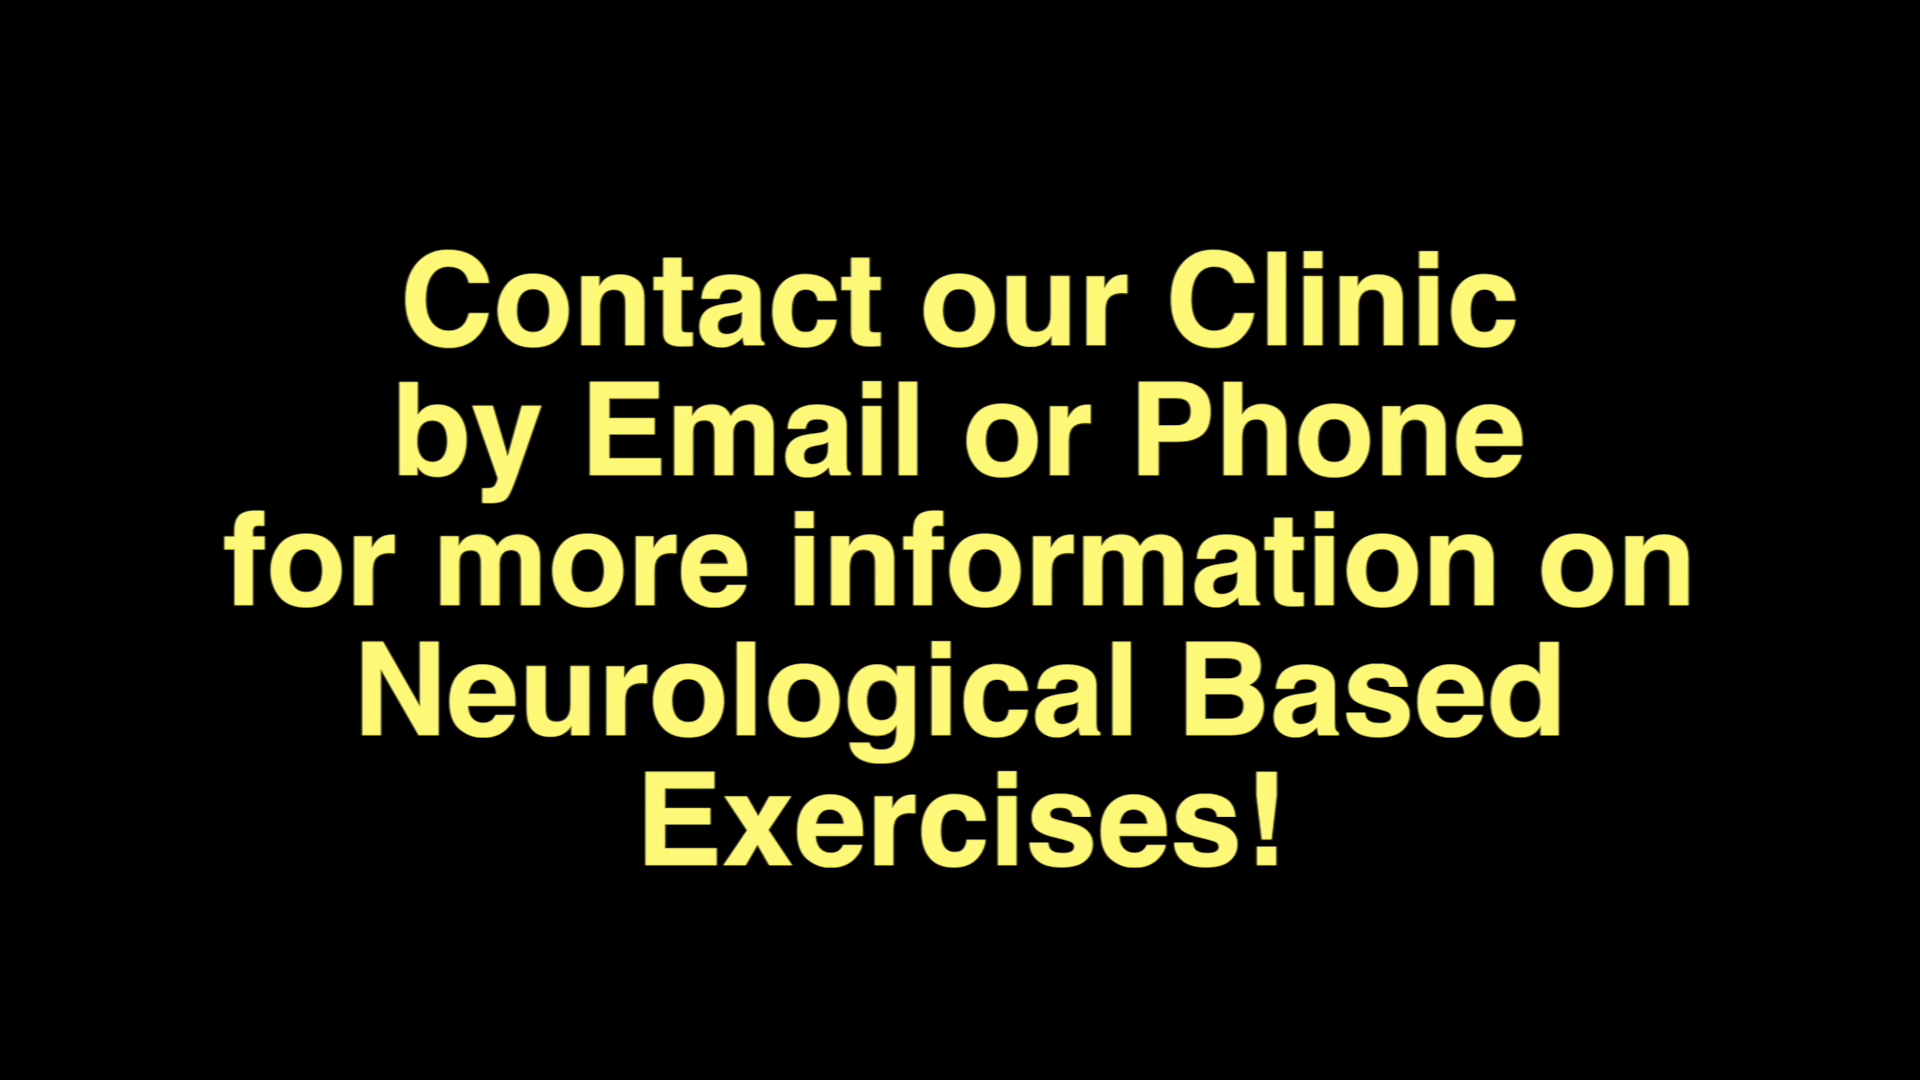 Contact our Clinic
by Email or Phone
for more information on
Neurological Based
Exercises!